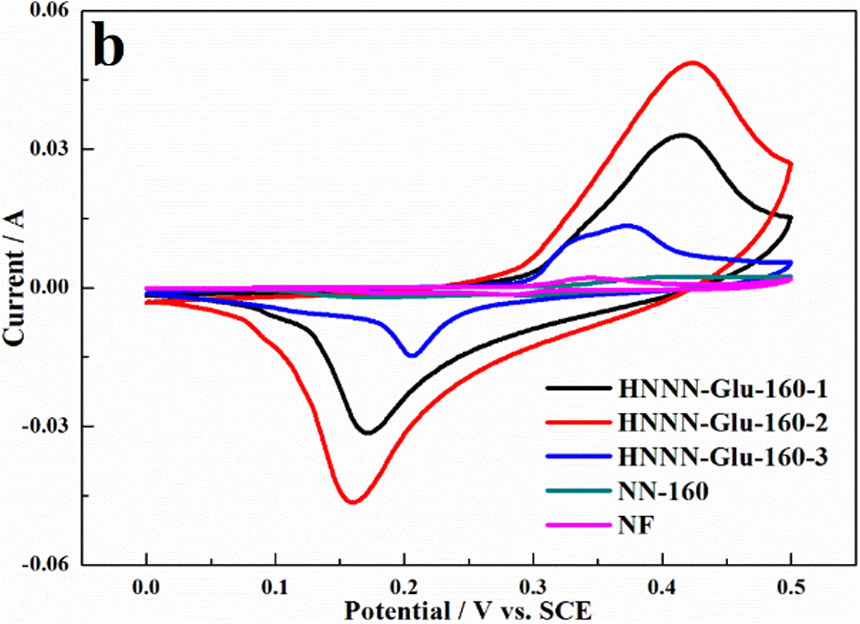 b
0.06
0.03
0.00
-0.03
-0.06
Current / A
HNNN-Glu-160-1
HNNN-Glu-160-2
HNNN-Glu-160-3
NN-160
NF
0.0 0.1 0.2 0.3 0.4 0.5
Potential / V vs. SCE